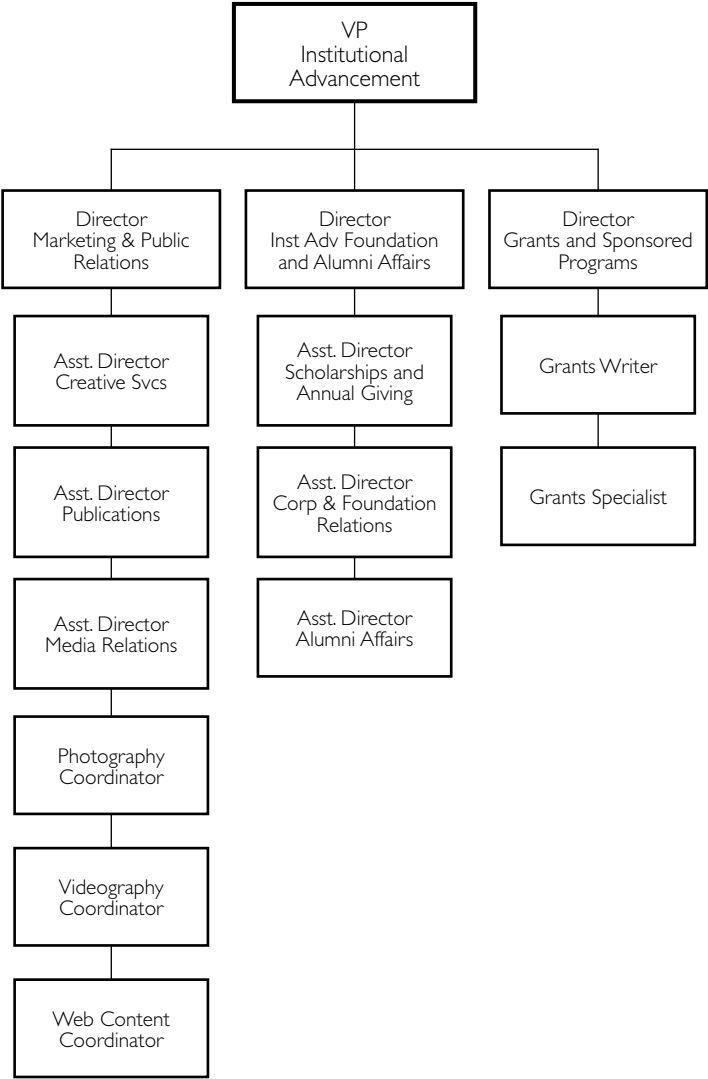 VP
Institutional
Advancement
Director
Marketing & Public
Relations
Director
Inst Adv Foundation
and Alumni Affairs
Director
Grants and Sponsored
Programs
Asst. Director
Creative Svcs
Asst. Director
Scholarships and
Annual Giving
Grants Writer
Asst. Director
Publications
Asst. Director
Corp & Foundation
Relations
Grants Specialist
Asst. Director
Media Relations
Asst. Director
Alumni Affairs
Photography
Coordinator
Videography
Coordinator
Web Content
Coordinator